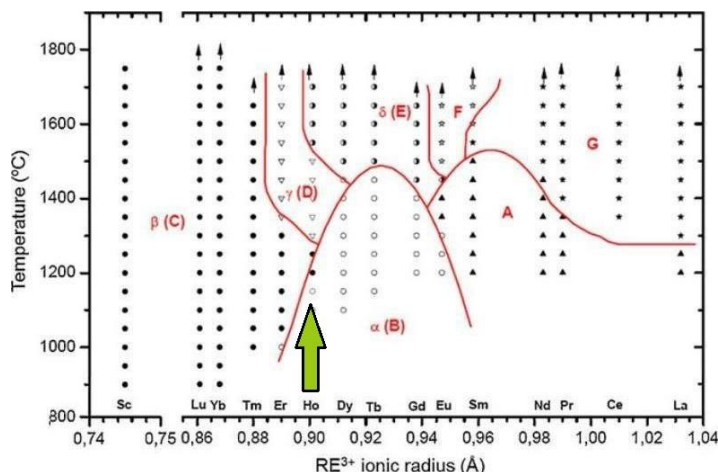 1800
1600
1400
1200
1000
800
Temperature (ºC)
δ (E)
F
G
γ (D)
β (C)
A
α (B)
Sc
Lu Yb Tm Er Ho Dy Tb Gd Eu Sm Nd Pr Ce La
0,74 0,75 0,86 0,88 0,90 0,92 0,94 0,96 0,98 1,00 1,02 1,04
RE³⁺ ionic radius (Å)